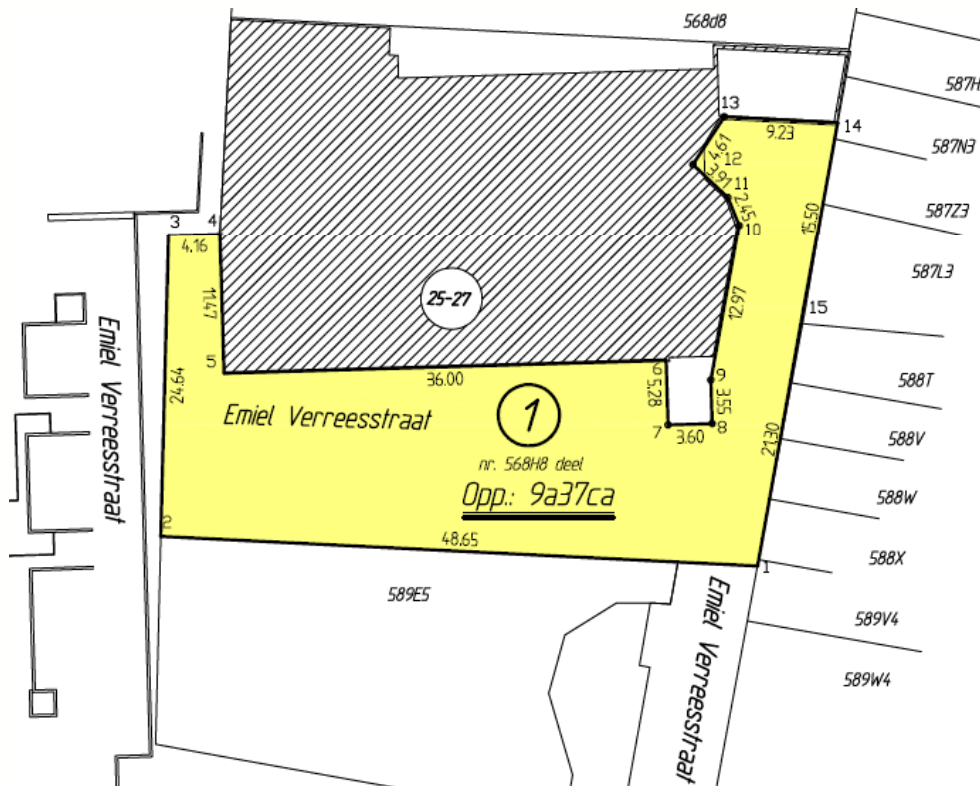 568d8
587H
13
9.23
14
587N3
4.61
12
3.91
11
2.45
10
3
4
4.16
587Z3
15.50
587L3
11.47
25-27
12.97
15
Emiel Verreesstraat
5
36.00
6
5.28
9
3.55
588T
24.64
Emiel Verreesstraat
1
7
3.60
8
21.30
588V
nr. 568H8 deel
Opp.: 9a37ca
588W
2
48.65
1
588X
589E5
Emiel Verreesstraat
589V4
589W4